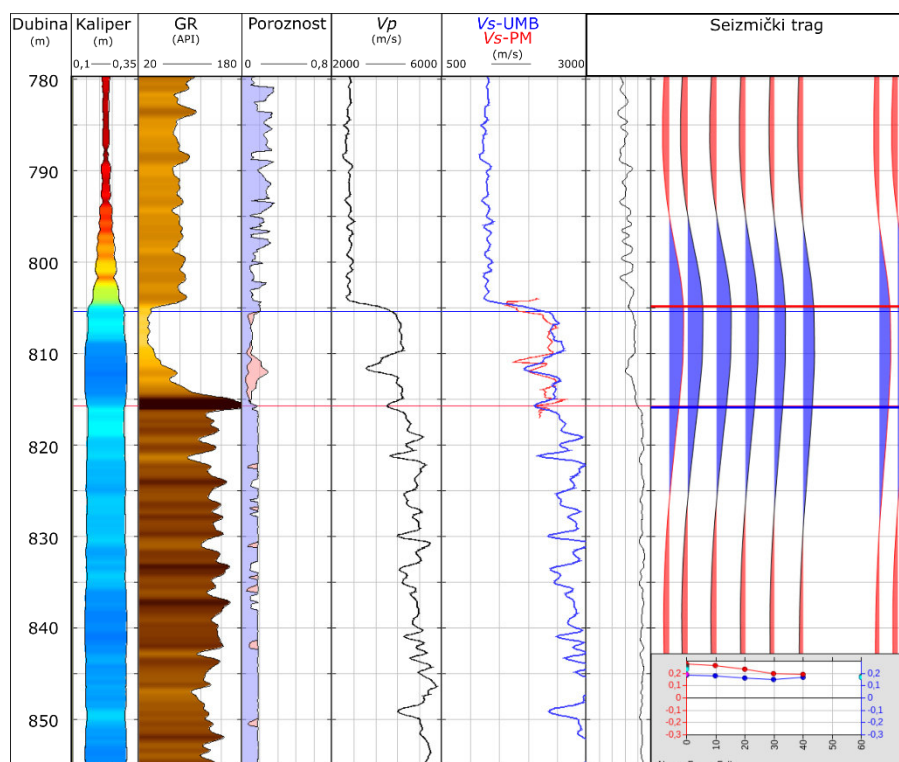 Dubina Kaliper GR Poroznost Vp Vs-UMB Seizmički trag
Vs-PM
(m) (m) (API) (m/s) (m/s)
0,1 0,35 20 180 0 0,8 2000 6000 500 3000
780
790
800
810
820
830
840
850
0,2 0,2
0,1 0,1
0 0
-0,1 -0,1
-0,2 -0,2
-0,3 -0,3
0 10 20 30 40 50 60